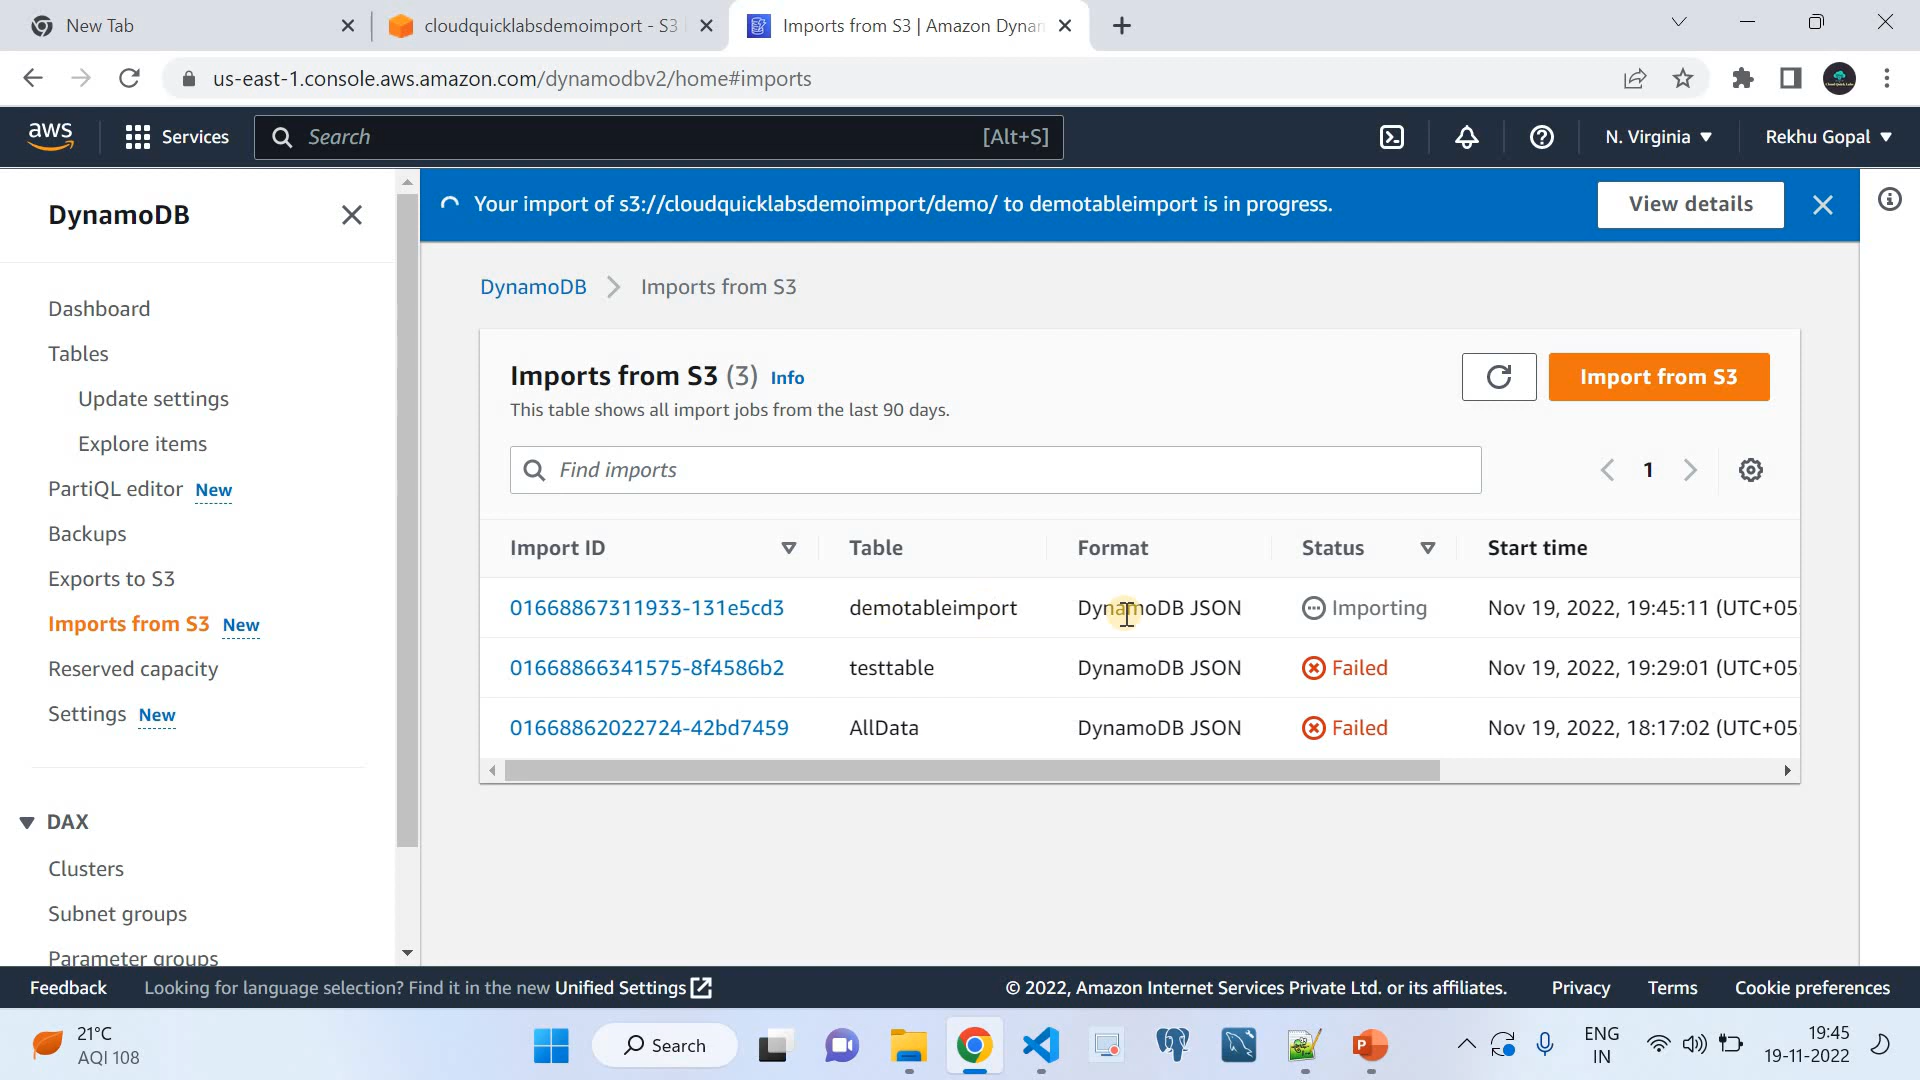 New Tab
cloudquicklabsdemoimport - S3
Imports from S3 | Amazon Dynam
us-east-1.console.aws.amazon.com/dynamodbv2/home#imports
aws
Services
Search
[Alt+S]
N. Virginia
Rekhu Gopal
DynamoDB
Your import of s3://cloudquicklabsdemoimport/demo/ to demotableimport is in progress.
View details
DynamoDB
Imports from S3
Dashboard
Tables
Update settings
Explore items
PartiQL editor New
Backups
Exports to S3
Imports from S3 New
Reserved capacity
Settings New
DAX
Clusters
Subnet groups
Parameter groups
Imports from S3 (3) Info
This table shows all import jobs from the last 90 days.
Import from S3
Find imports
1
Import ID Table Format Status Start time
01668867311933-131e5cd3 demotableimport DynamoDB JSON Importing Nov 19, 2022, 19:45:11 (UTC+05:
01668866341575-8f4586b2 testtable DynamoDB JSON Failed Nov 19, 2022, 19:29:01 (UTC+05:
01668862022724-42bd7459 AllData DynamoDB JSON Failed Nov 19, 2022, 18:17:02 (UTC+05:
Feedback Looking for language selection? Find it in the new Unified Settings © 2022, Amazon Internet Services Private Ltd. or its affiliates. Privacy Terms Cookie preferences
21°C
AQI 108
Search
ENG
IN
19:45
19-11-2022